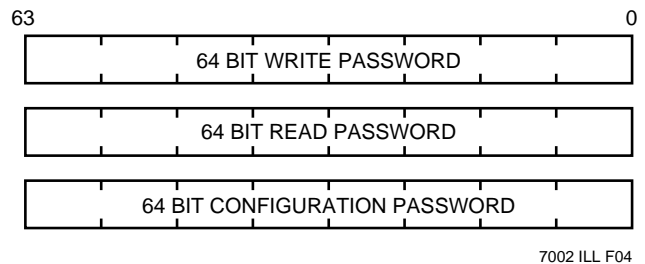 63 0
64 BIT WRITE PASSWORD
64 BIT READ PASSWORD
64 BIT CONFIGURATION PASSWORD
7002 ILL F04